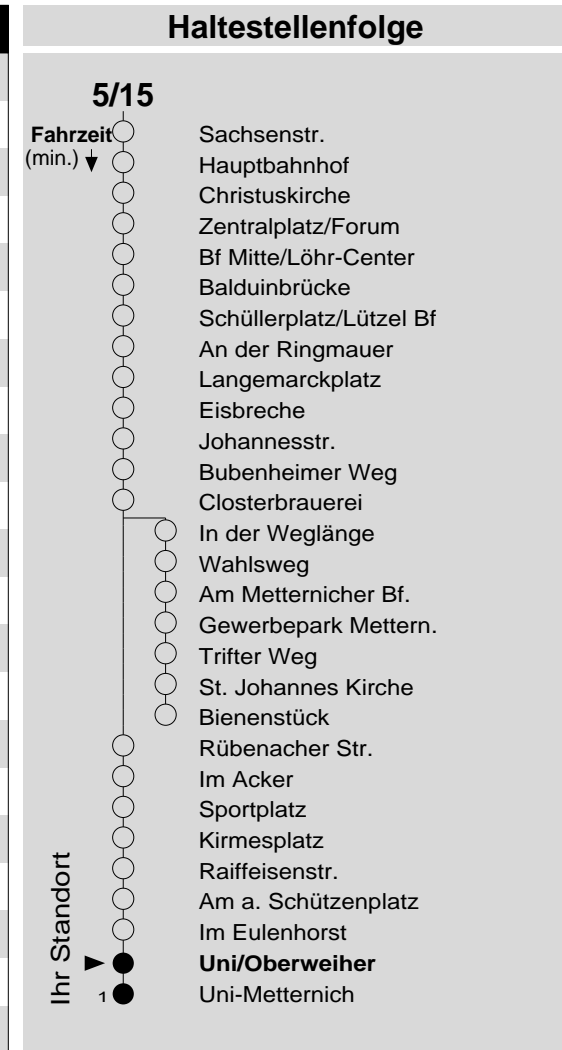 Haltestellenfolge
5/15
Fahrzeit
(min.)
Sachsenstr.
Hauptbahnhof
Christuskirche
Zentralplatz/Forum
Bf Mitte/Löhr-Center
Balduinbrücke
Schüllerplatz/Lützel Bf
An der Ringmauer
Langemarckplatz
Eisbreche
Johannesstr.
Bubenheimer Weg
Closterbrauerei
In der Weglänge
Wahlsweg
Am Metternicher Bf.
Gewerbepark Mettern.
Trifter Weg
St. Johannes Kirche
Bienenstück
Rübenacher Str.
Im Acker
Sportplatz
Kirmesplatz
Raiffeisenstr.
Am a. Schützenplatz
Im Eulenhorst
Ihr Standort
Uni/Oberweiher
1 Uni-Metternich